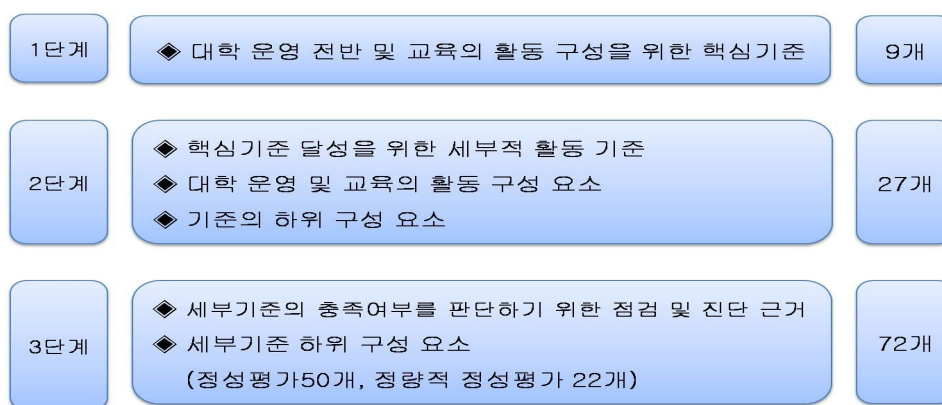 1단계
◈ 대학 운영 전반 및 교육의 활동 구성을 위한 핵심기준
9개
2단계
◈ 핵심기준 달성을 위한 세부적 활동 기준
◈ 대학 운영 및 교육의 활동 구성 요소
◈ 기준의 하위 구성 요소
27개
3단계
◈ 세부기준의 충족여부를 판단하기 위한 점검 및 진단 근거
◈ 세부기준 하위 구성 요소
(정성평가50개, 정량적 정성평가 22개)
72개